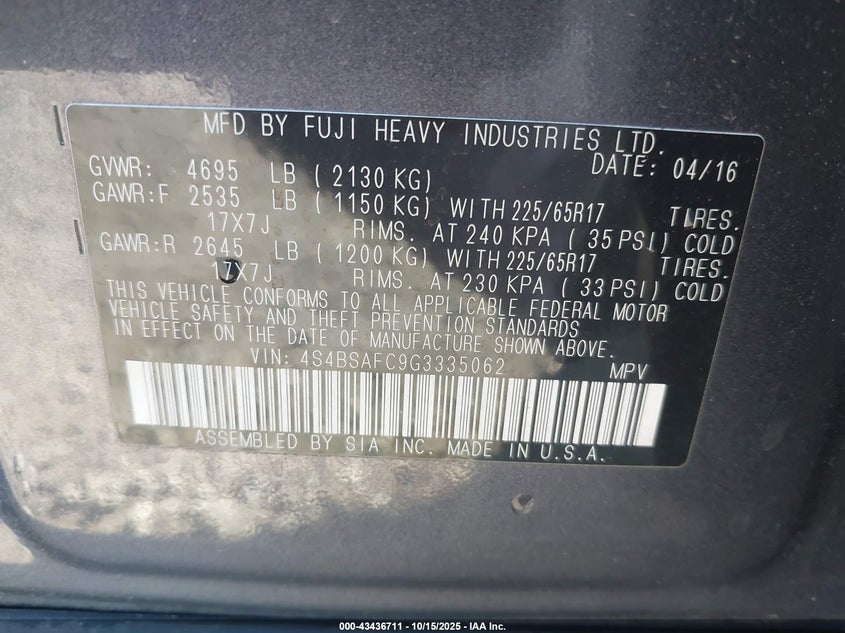 MFD BY FUJI HEAVY INDUSTRIES LTD.
DATE: 04/16
GVWR: 4695 LB (2130 KG)
GAWR:F 2535 LB (1150 KG) WITH 225/65R17 TIRES.
17X7J RIMS. AT 240 KPA (35 PSI) COLD
GAWR:R 2645 LB (1200 KG) WITH 225/65R17 TIRES.
17X7J RIMS. AT 230 KPA (33 PSI) COLD
THIS VEHICLE CONFORMS TO ALL APPLICABLE FEDERAL MOTOR
VEHICLE SAFETY AND THEFT PREVENTION STANDARDS
IN EFFECT ON THE DATE OF MANUFACTURE SHOWN ABOVE.
VIN: 4S4BSAFC9G3335062 MPV
ASSEMBLED BY SIA INC. MADE IN U.S.A.
000-43436711 - 10/15/2025 - IAA Inc.